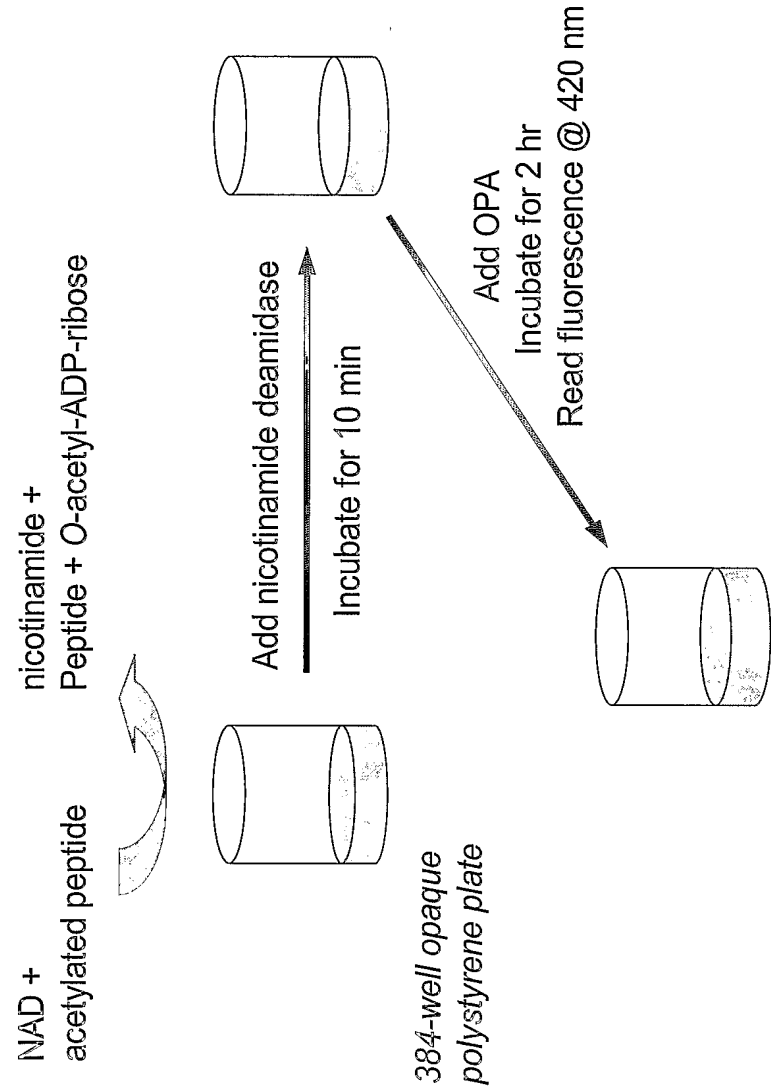 NAD +
acetylated peptide
nicotinamide +
Peptide + O-acetyl-ADP-ribose
384-well opaque
polystyrene plate
Add nicotinamide deamidase
Incubate for 10 min
Add OPA
Incubate for 2 hr
Read fluorescence @ 420 nm